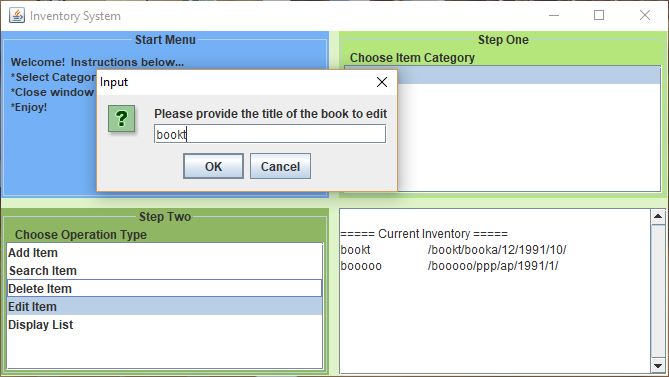 Inventory System
Start Menu
Welcome! Instructions below...
*Select Categor
*Close window
*Enjoy!
Step One
Choose Item Category
Input
Please provide the title of the book to edit
bookt
OK
Cancel
Step Two
Choose Operation Type
Add Item
Search Item
Delete Item
Edit Item
Display List
===== Current Inventory =====
bookt /bookt/booka/12/1991/10/
booooo /booooo/ppp/ap/1991/1/